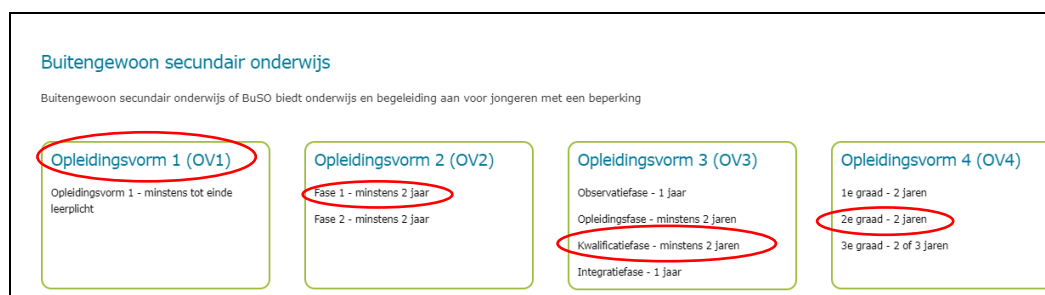 Buitengewoon secundair onderwijs
Buitengewoon secundair onderwijs of BuSO biedt onderwijs en begeleiding aan voor jongeren met een beperking
Opleidingsvorm 1 (OV1)
Opleidingsvorm 1 - minstens tot einde
leerplicht
Opleidingsvorm 2 (OV2)
Fase 1 - minstens 2 jaar
Fase 2 - minstens 2 jaar
Opleidingsvorm 3 (OV3)
Observatiefase - 1 jaar
Opleidingsfase - minstens 2 jaren
Kwalificatiefase - minstens 2 jaren
Integratiefase - 1 jaar
Opleidingsvorm 4 (OV4)
1e graad - 2 jaren
2e graad - 2 jaren
3e graad - 2 of 3 jaren